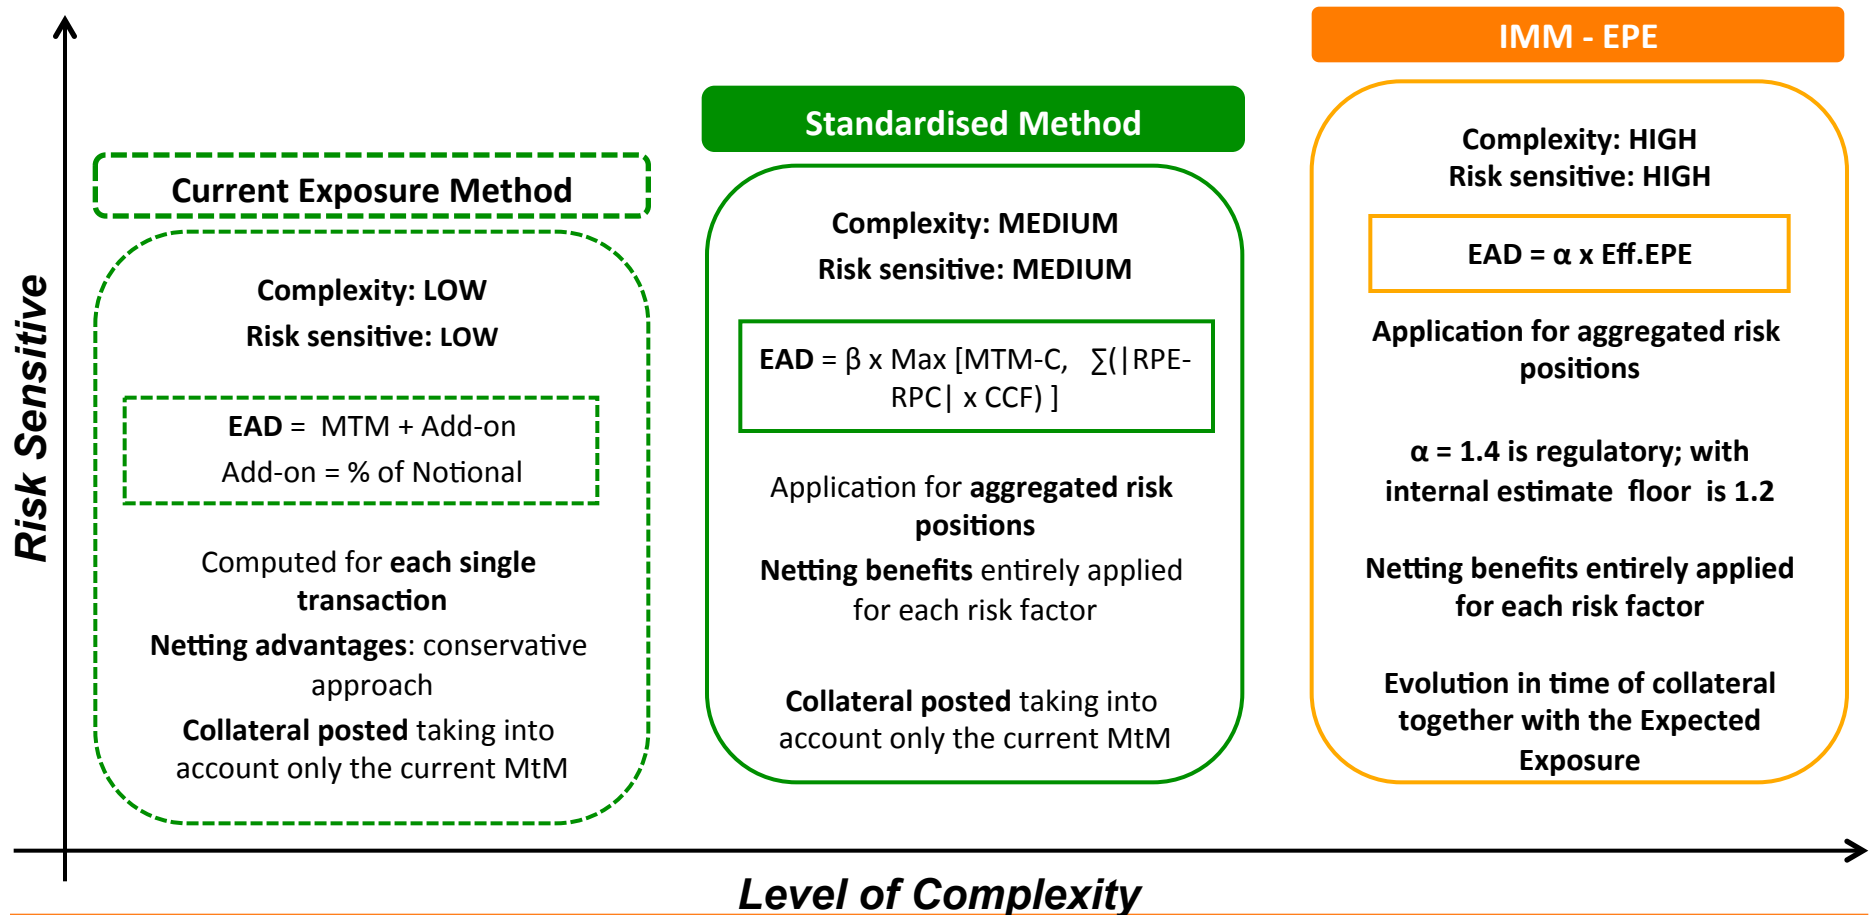 Risk Sensitive
Current Exposure Method
Complexity: LOW
Risk sensitive: LOW
EAD = MTM + Add-on
Add-on = % of Notional
Computed for each single
transaction
Netting advantages: conservative
approach
Collateral posted taking into
account only the current MtM
Standardised Method
Complexity: MEDIUM
Risk sensitive: MEDIUM
EAD = β x Max [MTM-C, ∑(|RPE-
RPC| x CCF) ]
Application for aggregated risk
positions
Netting benefits entirely applied
for each risk factor
Collateral posted taking into
account only the current MtM
IMM - EPE
Complexity: HIGH
Risk sensitive: HIGH
EAD = α x Eff.EPE
Application for aggregated risk
positions
α = 1.4 is regulatory; with
internal estimate floor is 1.2
Netting benefits entirely applied
for each risk factor
Evolution in time of collateral
together with the Expected
Exposure
Level of Complexity